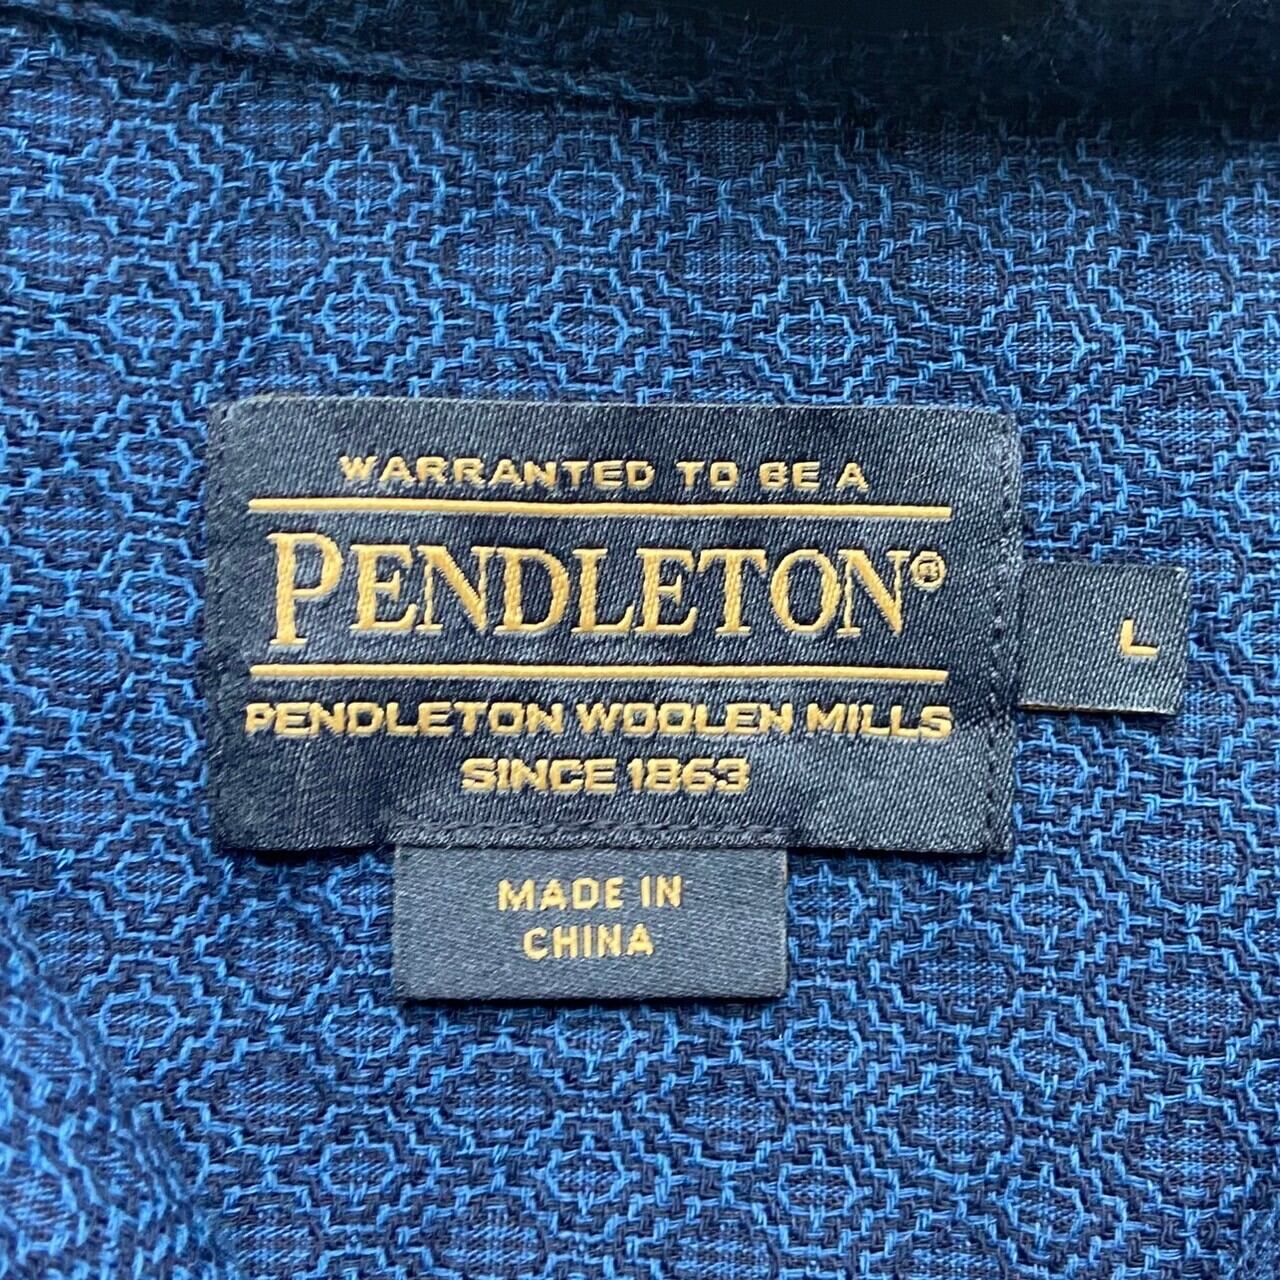 WARRANTED TO BE A
PENDLETON®
PENDLETON WOOLEN MILLS
SINCE 1863
L
MADE IN
CHINA